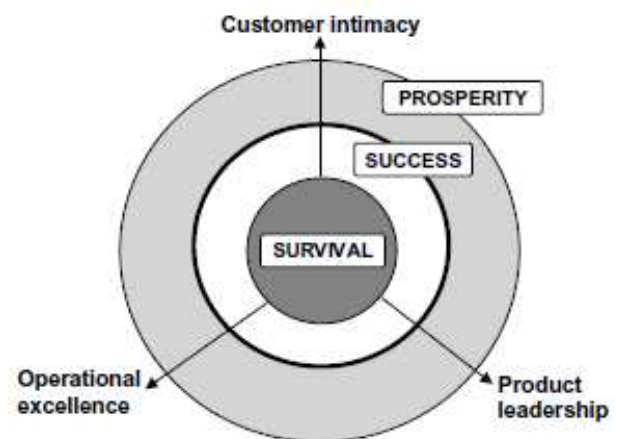 Customer intimacy
PROSPERITY
SUCCESS
SURVIVAL
Operational
excellence
Product
leadership